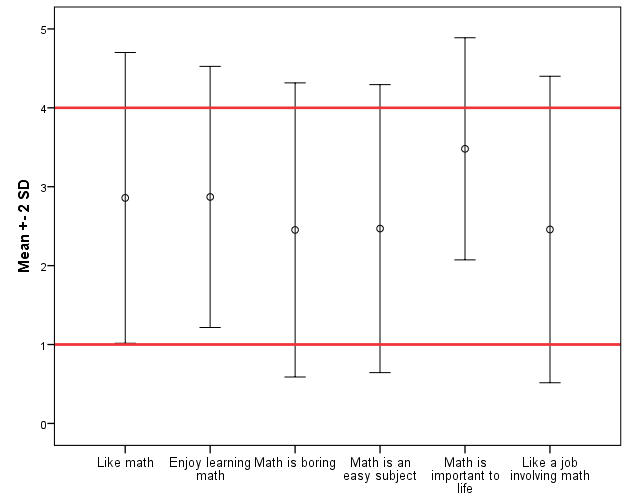 Mean +- 2 SD
5
4
3
2
1
0
Like math
Enjoy learning
math
Math is boring
Math is an
easy subject
Math is
important to
life
Like a job
involving math